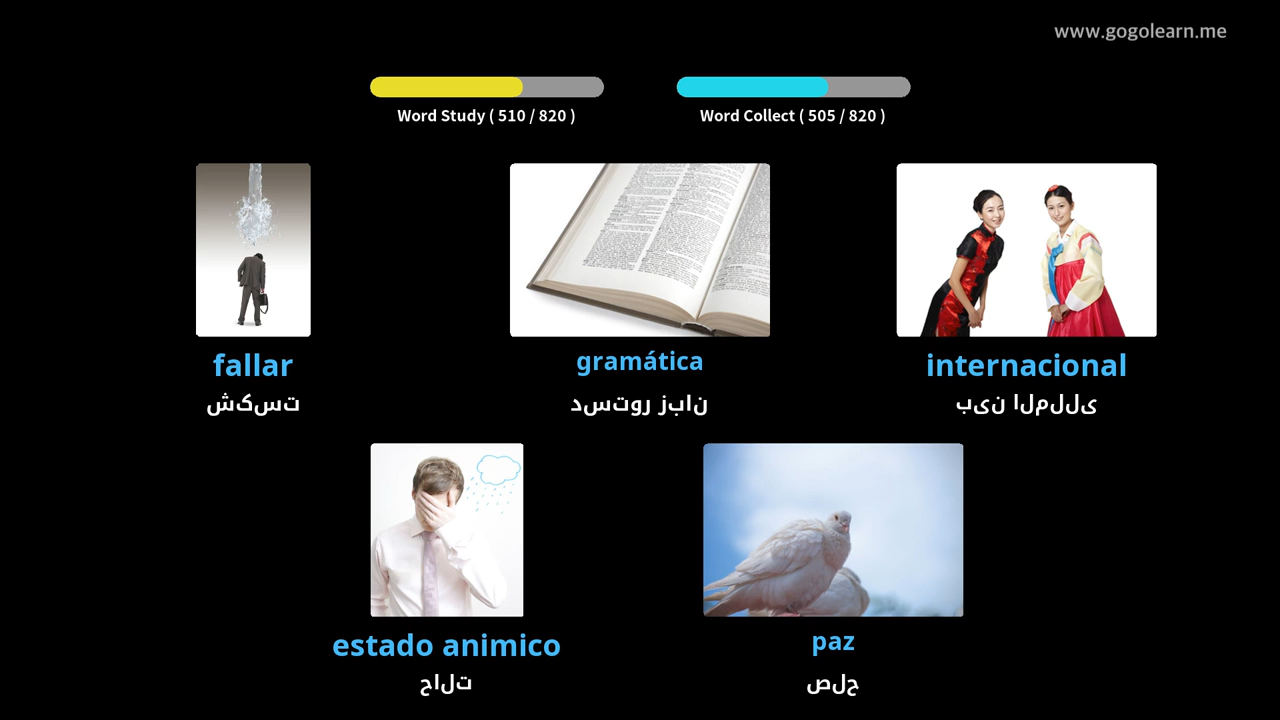 www.gogolearn.me
Word Study ( 510 / 820 )
Word Collect ( 505 / 820 )
fallar
شکست
gramática
دستور زبان
internacional
بین المللی
estado animico
حالت
paz
صلح